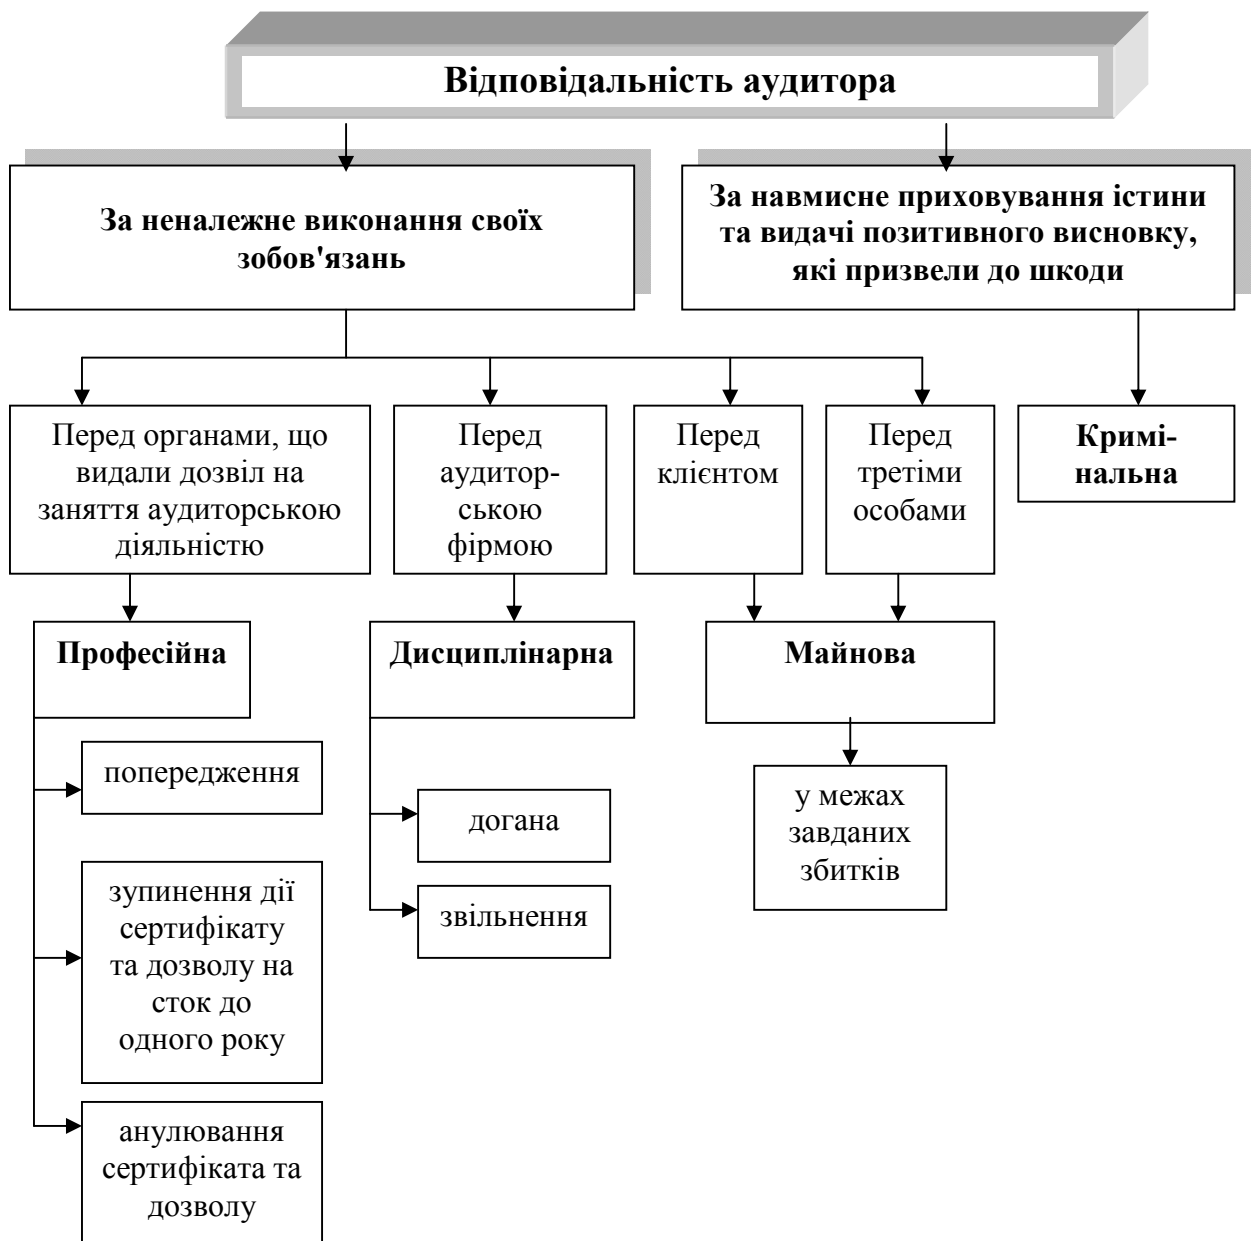 Відповідальність аудитора
За неналежне виконання своїх
зобов'язань
За навмисне приховування істини
та видачі позитивного висновку,
які призвели до шкоди
Перед органами, що
видали дозвіл на
заняття аудиторською
діяльністю
Перед
аудитор-
ською
фірмою
Перед
клієнтом
Перед
третіми
особами
Кримі-
нальна
Професійна
Дисциплінарна
Майнова
попередження
зупинення дії
сертифікату
та дозволу на
сток до
одного року
анулювання
сертифіката та
дозволу
догана
звільнення
у межах
завданих
збитків